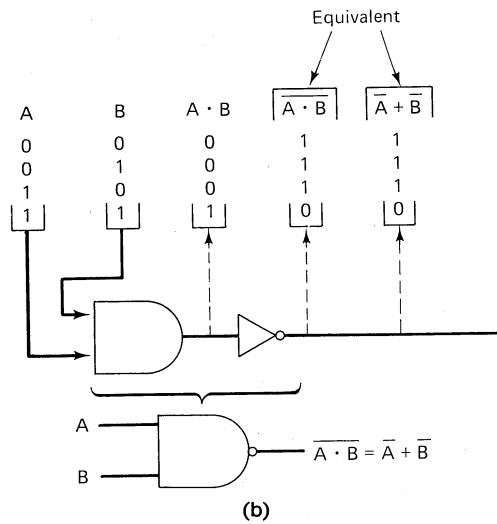 Equivalent
A B A · B A̅ ̅·̅ ̅B̅ A̅ + B̅
0 0 0 1 1
0 1 0 1 1
1 0 0 1 1
1 1 1 0 0
A
B
A̅ ̅·̅ ̅B̅ = A̅ + B̅
(b)